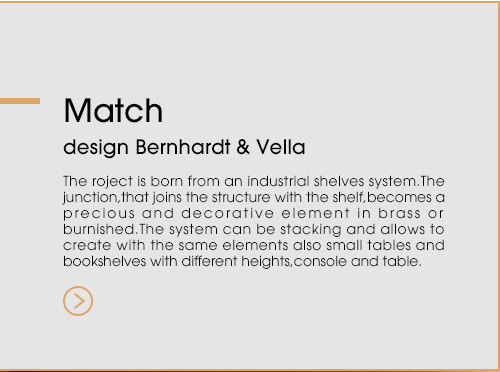 Match
design Bernhardt & Vella
The roject is born from an industrial shelves system.The
junction,that joins the structure with the shelf,becomes a
precious and decorative element in brass or
burnished.The system can be stacking and allows to
create with the same elements also small tables and
bookshelves with different heights,console and table.